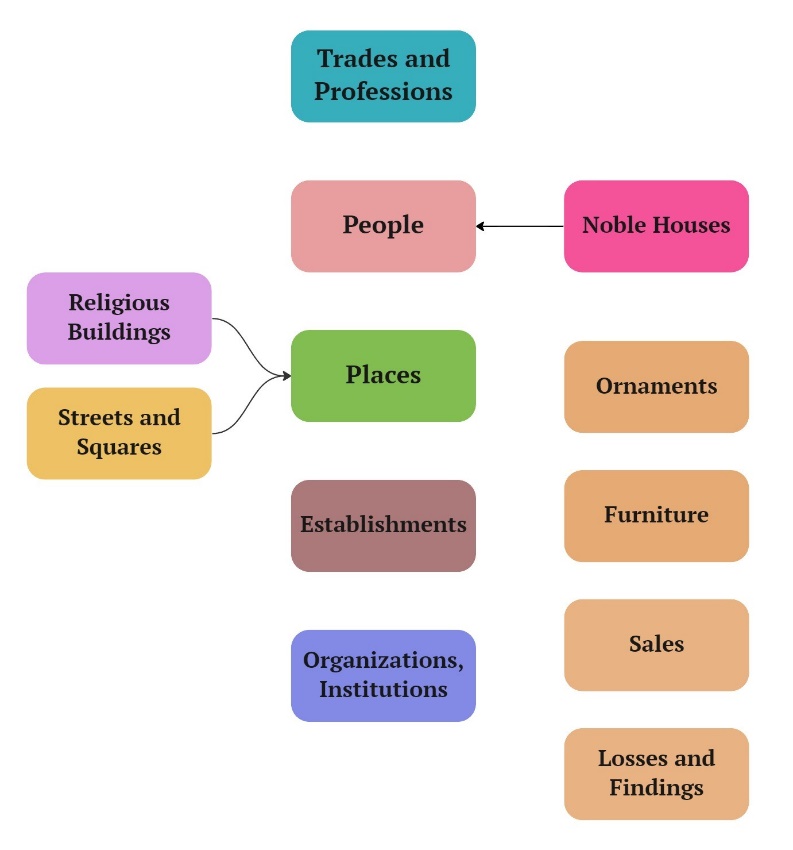 Trades and
Professions
People
Noble Houses
Religious
Buildings
Places
Ornaments
Streets and
Squares
Establishments
Furniture
Sales
Organizations,
Institutions
Losses and
Findings